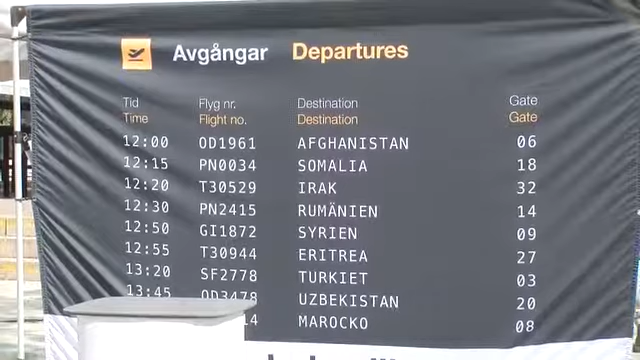 Avgångar Departures
Tid Flyg nr. Destination Gate
Time Flight no. Destination Gate
12:00 OD1961 AFGHANISTAN 06
12:15 PN0034 SOMALIA 18
12:20 T30529 IRAK 32
12:30 PN2415 RUMÄNIEN 14
12:50 GI1872 SYRIEN 09
12:55 T30944 ERITREA 27
13:20 SF2778 TURKIET 03
13:45 OD3478 UZBEKISTAN 20
14 MAROCKO 08